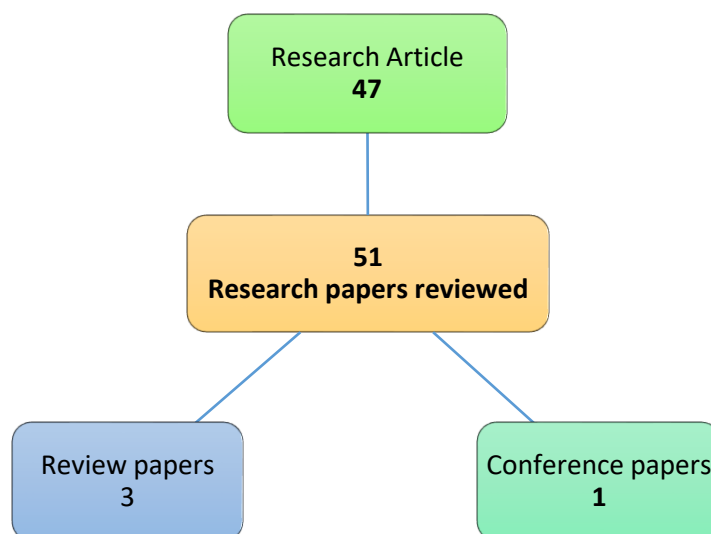 Research Article
47
51
Research papers reviewed
Review papers
3
Conference papers
1